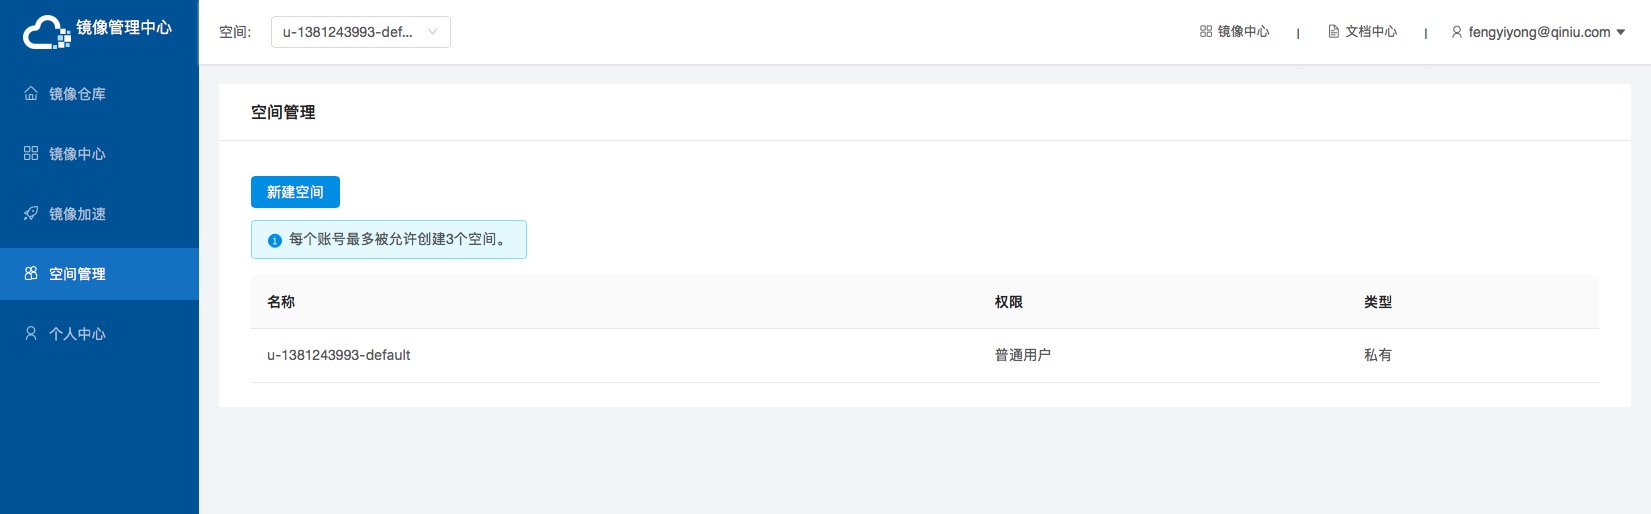 镜像管理中心
空间: u-1381243993-def... 镜像中心 | 文档中心 | fengyiyong@qiniu.com
镜像仓库
镜像中心
镜像加速
空间管理
个人中心
空间管理
新建空间
每个账号最多被允许创建3个空间。
名称 权限 类型
u-1381243993-default 普通用户 私有